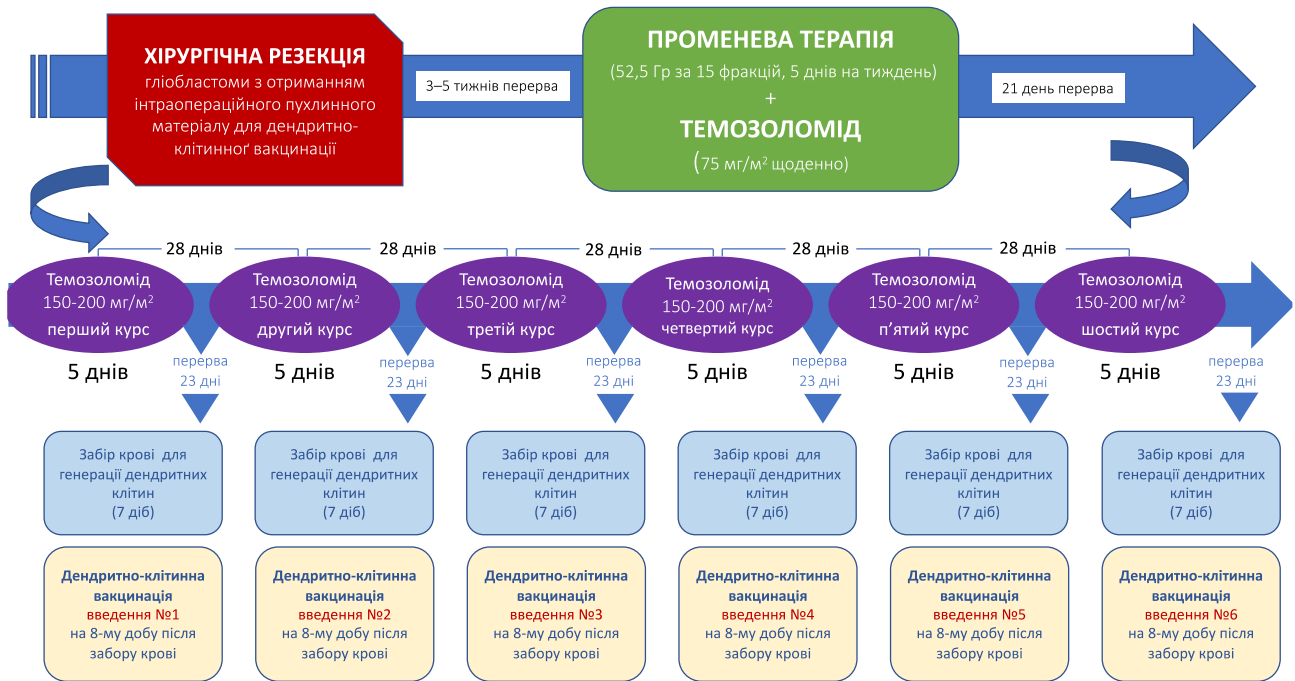 ХІРУРГІЧНА РЕЗЕКЦІЯ
гліобластоми з отриманням
інтраопераційного пухлинного
матеріалу для дендритно-
клітинної вакцинації
3–5 тижнів перерва
ПРОМЕНЕВА ТЕРАПІЯ
(52,5 Гр за 15 фракцій, 5 днів на тиждень)
+
ТЕМОЗОЛОМІД
(75 мг/м² щоденно)
21 день перерва
28 днів
28 днів
28 днів
28 днів
28 днів
Темозоломід
150-200 мг/м²
перший курс
Темозоломід
150-200 мг/м²
другий курс
Темозоломід
150-200 мг/м²
третій курс
Темозоломід
150-200 мг/м²
четвертий курс
Темозоломід
150-200 мг/м²
п’ятий курс
Темозоломід
150-200 мг/м²
шостий курс
5 днів
перерва
23 дні
5 днів
перерва
23 дні
5 днів
перерва
23 дні
5 днів
перерва
23 дні
5 днів
перерва
23 дні
5 днів
перерва
23 дні
Забір крові для
генерації дендритних
клітин
(7 діб)
Забір крові для
генерації дендритних
клітин
(7 діб)
Забір крові для
генерації дендритних
клітин
(7 діб)
Забір крові для
генерації дендритних
клітин
(7 діб)
Забір крові для
генерації дендритних
клітин
(7 діб)
Забір крові для
генерації дендритних
клітин
(7 діб)
Дендритно-клітинна
вакцинація
введення №1
на 8-му добу після
забору крові
Дендритно-клітинна
вакцинація
введення №2
на 8-му добу після
забору крові
Дендритно-клітинна
вакцинація
введення №3
на 8-му добу після
забору крові
Дендритно-клітинна
вакцинація
введення №4
на 8-му добу після
забору крові
Дендритно-клітинна
вакцинація
введення №5
на 8-му добу після
забору крові
Дендритно-клітинна
вакцинація
введення №6
на 8-му добу після
забору крові